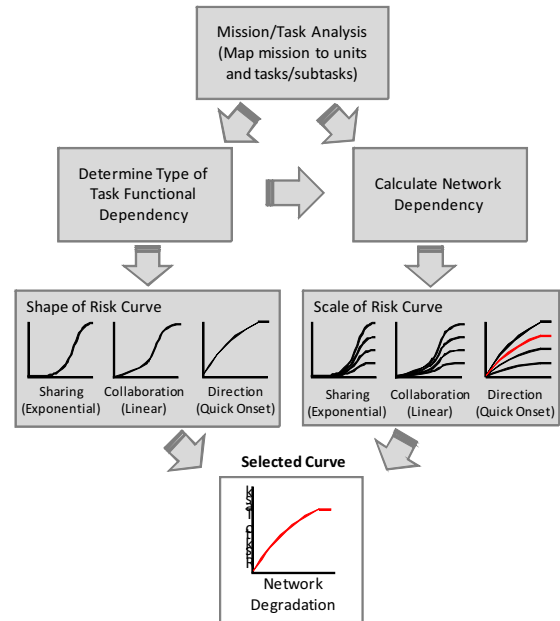 Mission/Task Analysis
(Map mission to units
and tasks/subtasks)
Determine Type of
Task Functional
Dependency
Calculate Network
Dependency
Shape of Risk Curve
Sharing
(Exponential)
Collaboration
(Linear)
Direction
(Quick Onset)
Scale of Risk Curve
Sharing
(Exponential)
Collaboration
(Linear)
Direction
(Quick Onset)
Selected Curve
Network
Degradation